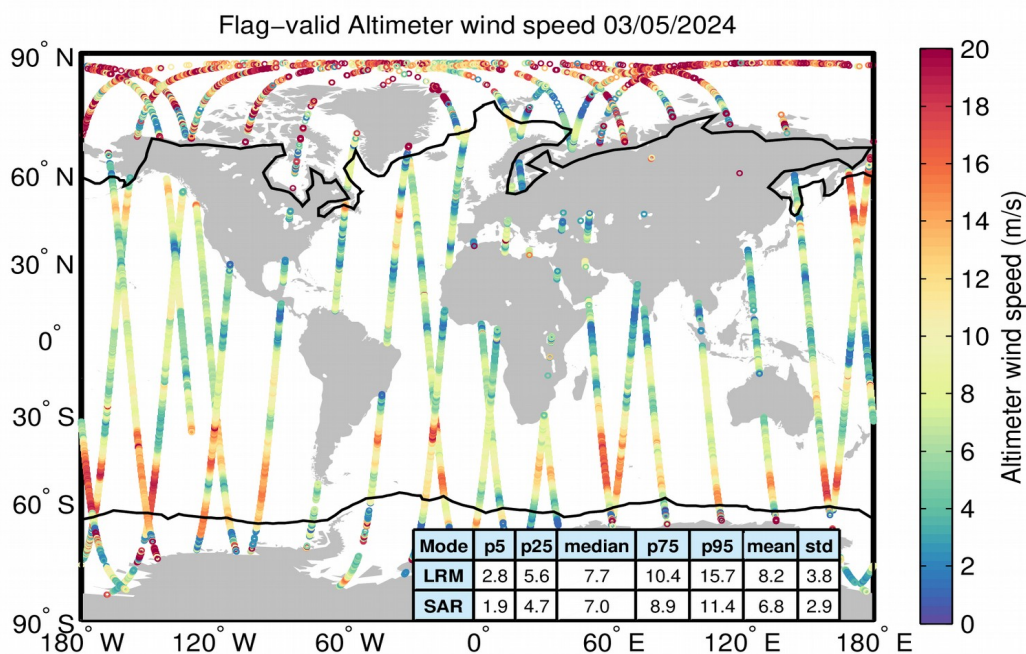 Flag-valid Altimeter wind speed 03/05/2024
90° N
60° N
30° N
0°
30° S
60° S
90° S
180° W
120° W
60° W
0°
60° E
120° E
180° E
20
18
16
14
12
10
8
6
4
2
0
Altimeter wind speed (m/s)
Mode p5 p25 median p75 p95 mean std
LRM 2.8 5.6 7.7 10.4 15.7 8.2 3.8
SAR 1.9 4.7 7.0 8.9 11.4 6.8 2.9